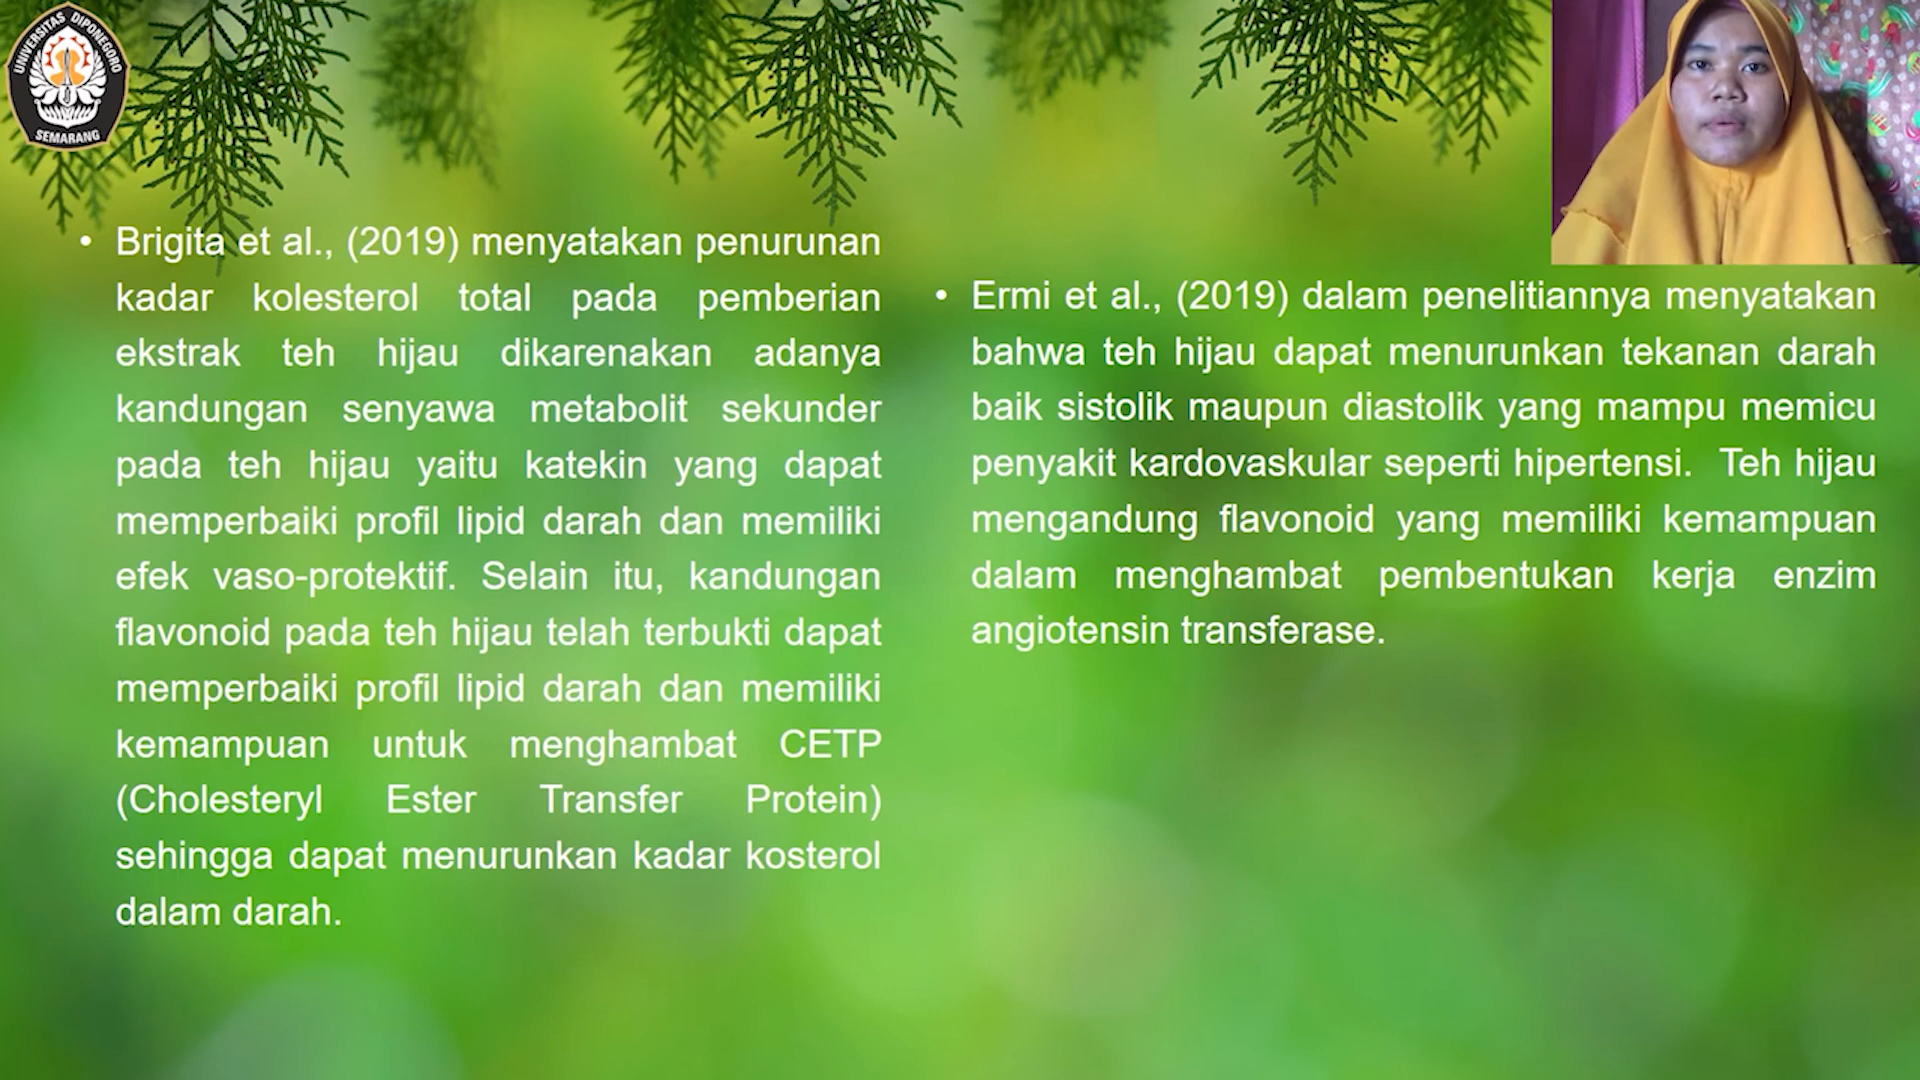 UNIVERSITAS DIPONEGORO
SEMARANG
• Brigita et al., (2019) menyatakan penurunan
kadar kolesterol total pada pemberian
ekstrak teh hijau dikarenakan adanya
kandungan senyawa metabolit sekunder
pada teh hijau yaitu katekin yang dapat
memperbaiki profil lipid darah dan memiliki
efek vaso-protektif. Selain itu, kandungan
flavonoid pada teh hijau telah terbukti dapat
memperbaiki profil lipid darah dan memiliki
kemampuan untuk menghambat CETP
(Cholesteryl Ester Transfer Protein)
sehingga dapat menurunkan kadar kosterol
dalam darah.
• Ermi et al., (2019) dalam penelitiannya menyatakan
bahwa teh hijau dapat menurunkan tekanan darah
baik sistolik maupun diastolik yang mampu memicu
penyakit kardovaskular seperti hipertensi. Teh hijau
mengandung flavonoid yang memiliki kemampuan
dalam menghambat pembentukan kerja enzim
angiotensin transferase.